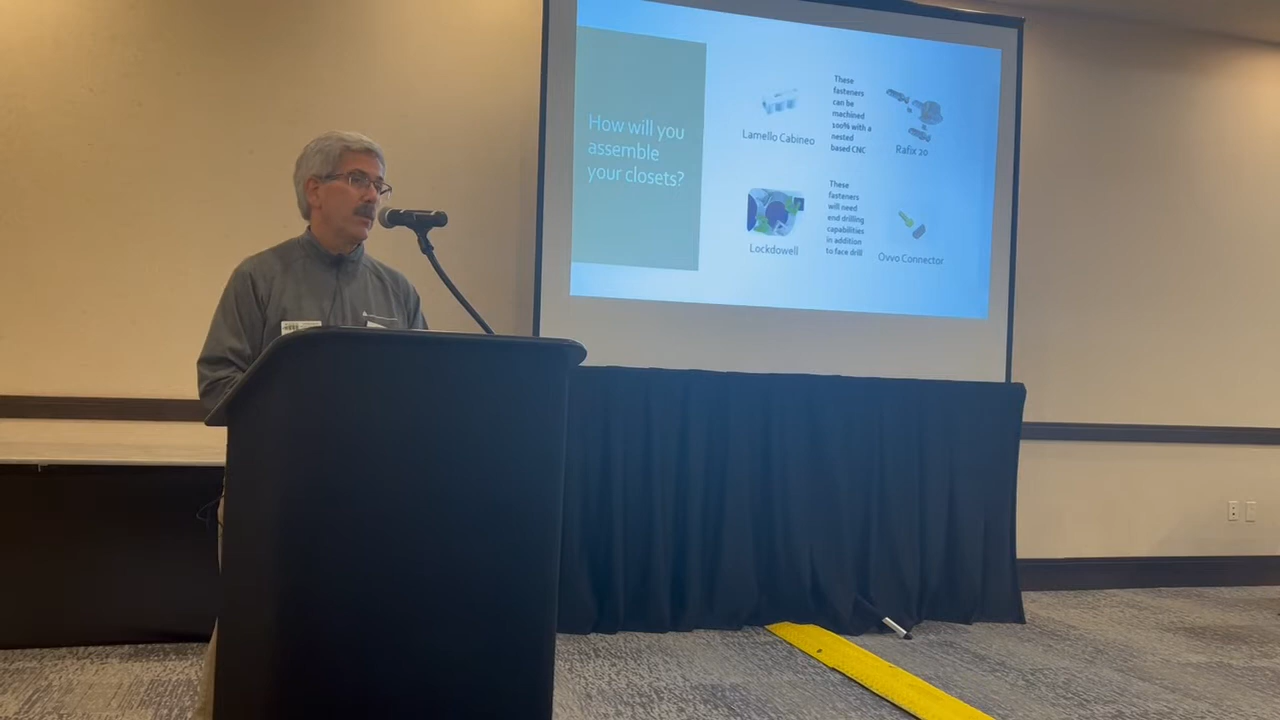 How will you
assemble
your closets?
Lamello Cabineo
These
fasteners
can be
machined
100% with a
nested
based CNC
Rafix 20
Lockdowell
These
fasteners
will need
end drilling
capabilities
in addition
to face drill
Ovvo Connector